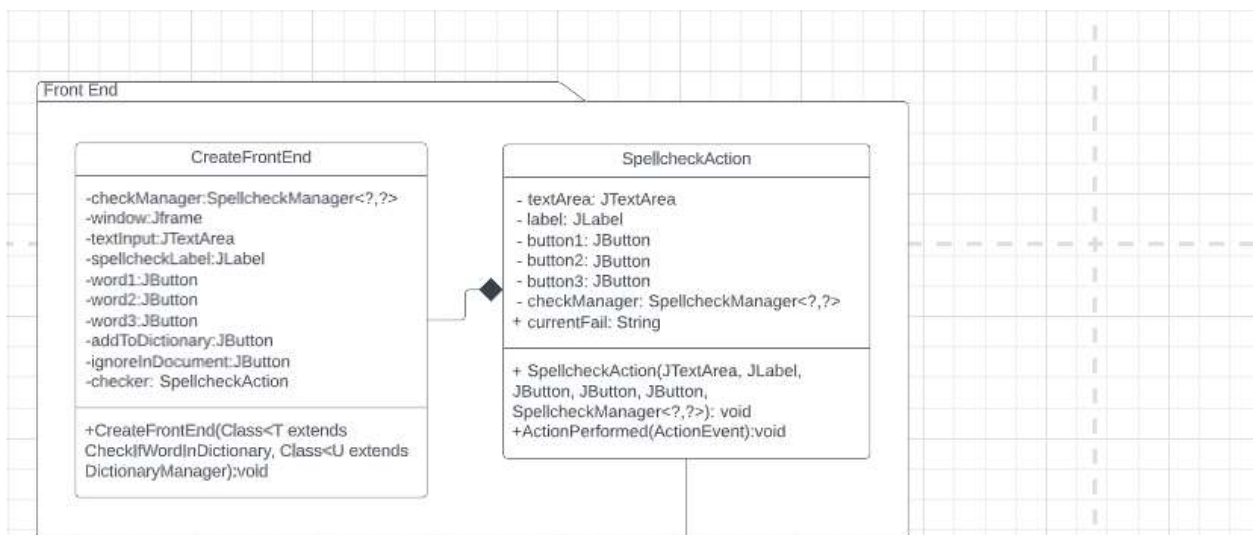 Front End
CreateFrontEnd
-checkManager:SpellcheckManager<?,?>
-window:Jframe
-textInput:JTextArea
-spellcheckLabel:JLabel
-word1:JButton
-word2:JButton
-word3:JButton
-addToDictionary:JButton
-ignoreInDocument:JButton
-checker: SpellcheckAction
+CreateFrontEnd(Class<T extends
CheckIfWordInDictionary, Class<U extends
DictionaryManager):void
SpellcheckAction
- textArea: JTextArea
- label: JLabel
- button1: JButton
- button2: JButton
- button3: JButton
- checkManager: SpellcheckManager<?,?>
+ currentFail: String
+ SpellcheckAction(JTextArea, JLabel,
JButton, JButton, JButton,
SpellcheckManager<?,?>): void
+ActionPerformed(ActionEvent):void